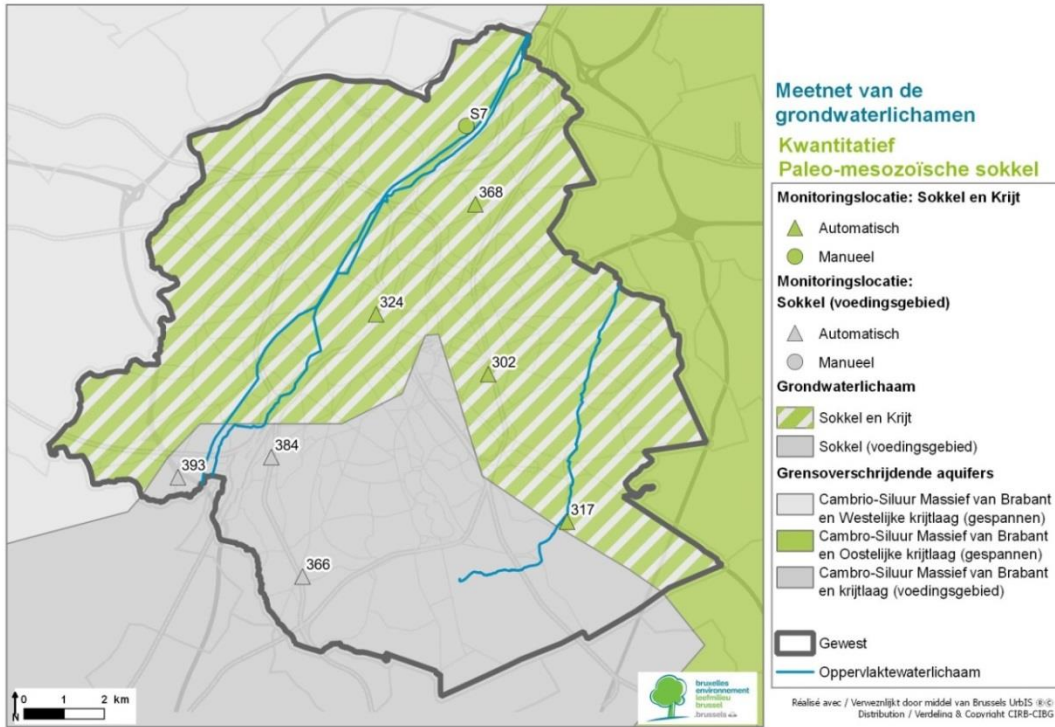 S7
368
324
302
393
384
317
366
0 1 2 km
N
bruxelles
environnement
leefmilieu
brussel
.brussels
Meetnet van de
grondwaterlichamen
Kwantitatief
Paleo-mesozoïsche sokkel
Monitoringslocatie: Sokkel en Krijt
Automatisch
Manueel
Monitoringslocatie:
Sokkel (voedingsgebied)
Automatisch
Manueel
Grondwaterlichaam
Sokkel en Krijt
Sokkel (voedingsgebied)
Grensoverschrijdende aquifers
Cambrio-Siluur Massief van Brabant
en Westelijke krijtlaag (gespannen)
Cambro-Siluur Massief van Brabant
en Oostelijke krijtlaag (gespannen)
Cambro-Siluur Massief van Brabant
en krijtlaag (voedingsgebied)
Gewest
Oppervlaktewaterlichaam
Réalisé avec / Verweznlijkt door middel van Brussels UrbIS ®©
Distribution / Verdeling & Copyright CIRB-CIBG